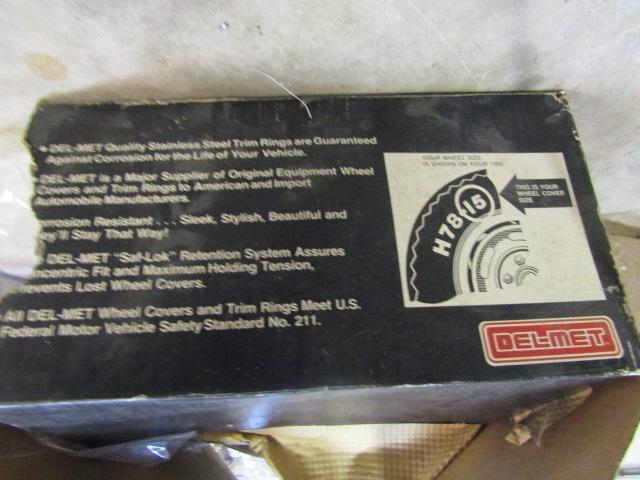 DEL-MET Quality Stainless Steel Trim Rings are Guaranteed
Against Corrosion for the Life of Your Vehicle.
DEL-MET is a Major Supplier of Original Equipment Wheel
Covers and Trim Rings to American and Import
Automobile Manufacturers.
rrosion Resistant . . . Sleek, Stylish, Beautiful and
ey'll Stay That Way!
DEL-MET "Saf-Lok" Retention System Assures
ncentric Fit and Maximum Holding Tension,
events Lost Wheel Covers.
All DEL-MET Wheel Covers and Trim Rings Meet U.S.
Federal Motor Vehicle Safety Standard No. 211.
YOUR WHEEL SIZE
IS SHOWN ON YOUR TIRE
H78-15
THIS IS YOUR
WHEEL COVER
SIZE
DEL-MET